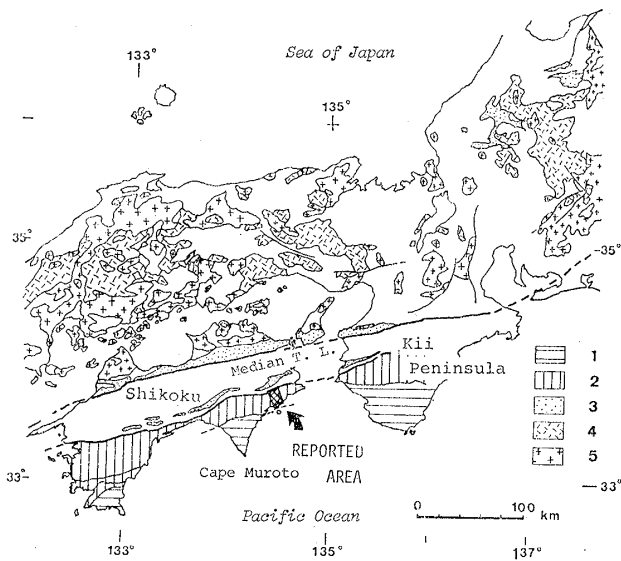 Sea of Japan
133°
135°
35
35
Median T. L.
Kii
Peninsula
Shikoku
1
2
3
4
5
REPORTED
AREA
Cape Muroto
33
33
0 100 km
Pacific Ocean
133°
135°
137°